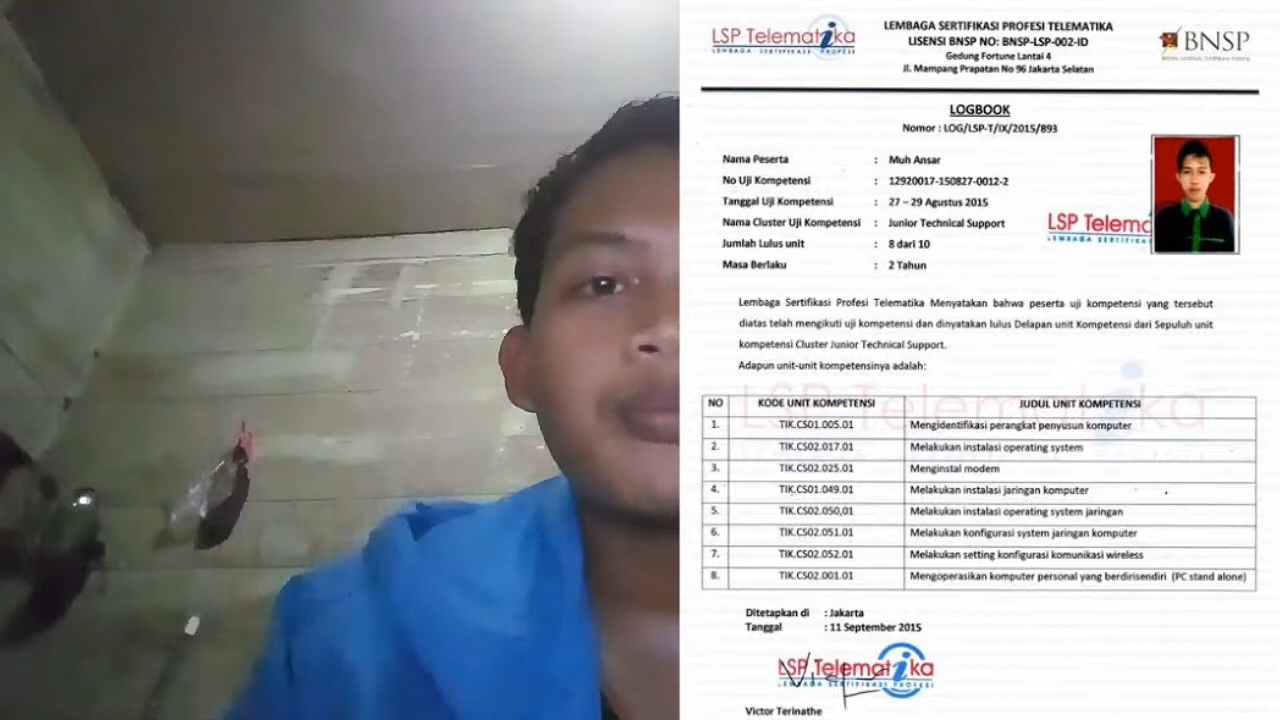 LSP Telematika
LEMBAGA SERTIFIKASI PROFESI
LEMBAGA SERTIFIKASI PROFESI TELEMATIKA
LISENSI BNSP NO: BNSP-LSP-002-ID
Gedung Fortune Lantai 4
Jl. Mampang Prapatan No 96 Jakarta Selatan
BNSP
LOGBOOK
Nomor : LOG/LSP-T/IX/2015/893
Nama Peserta : Muh Ansar
No Uji Kompetensi : 12920017-150827-0012-2
Tanggal Uji Kompetensi : 27 – 29 Agustus 2015
Nama Cluster Uji Kompetensi : Junior Technical Support
Jumlah Lulus unit : 8 dari 10
Masa Berlaku : 2 Tahun
LSP Telema
LEMBAGA SERTIFI
Lembaga Sertifikasi Profesi Telematika Menyatakan bahwa peserta uji kompetensi yang tersebut
diatas telah mengikuti uji kompetensi dan dinyatakan lulus Delapan unit Kompetensi dari Sepuluh unit
kompetensi Cluster Junior Technical Support.
Adapun unit-unit kompetensinya adalah:
LSP Telematika
NO KODE UNIT KOMPETENSI JUDUL UNIT KOMPETENSI
1. TIK.CS01.005.01 Mengidentifikasi perangkat penyusun komputer
2. TIK.CS02.017.01 Melakukan instalasi operating system
3. TIK.CS02.025.01 Menginstal modem
4. TIK.CS01.049.01 Melakukan instalasi jaringan komputer
5. TIK.CS02.050,01 Melakukan instalasi operating system jaringan
6. TIK.CS02.051.01 Melakukan konfigurasi system jaringan komputer
7. TIK.CS02.052.01 Melakukan setting konfigurasi komunikasi wireless
8. TIK.CS02.001.01 Mengoperasikan komputer personal yang berdirisendiri (PC stand alone)
Ditetapkan di : Jakarta
Tanggal : 11 September 2015
LSP Telematika
LEMBAGA SERTIFIKASI PROFESI
Victor Terinathe